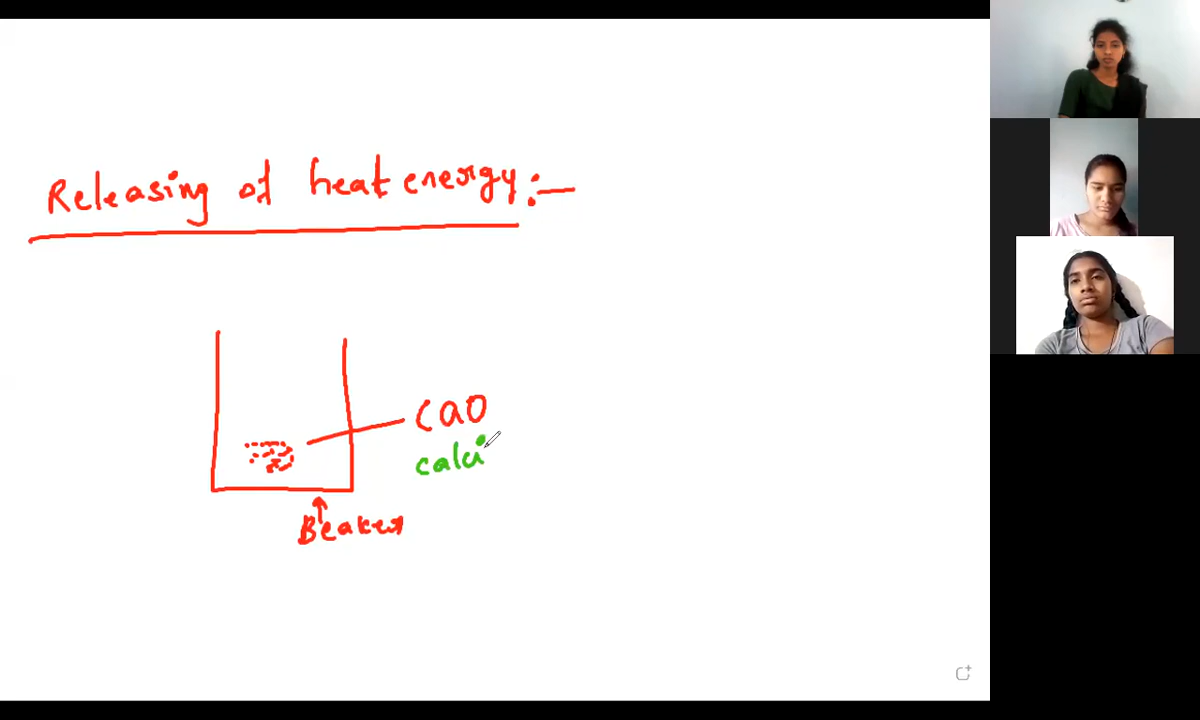 Releasing of heat energy :-
CaO
calci
Beaker